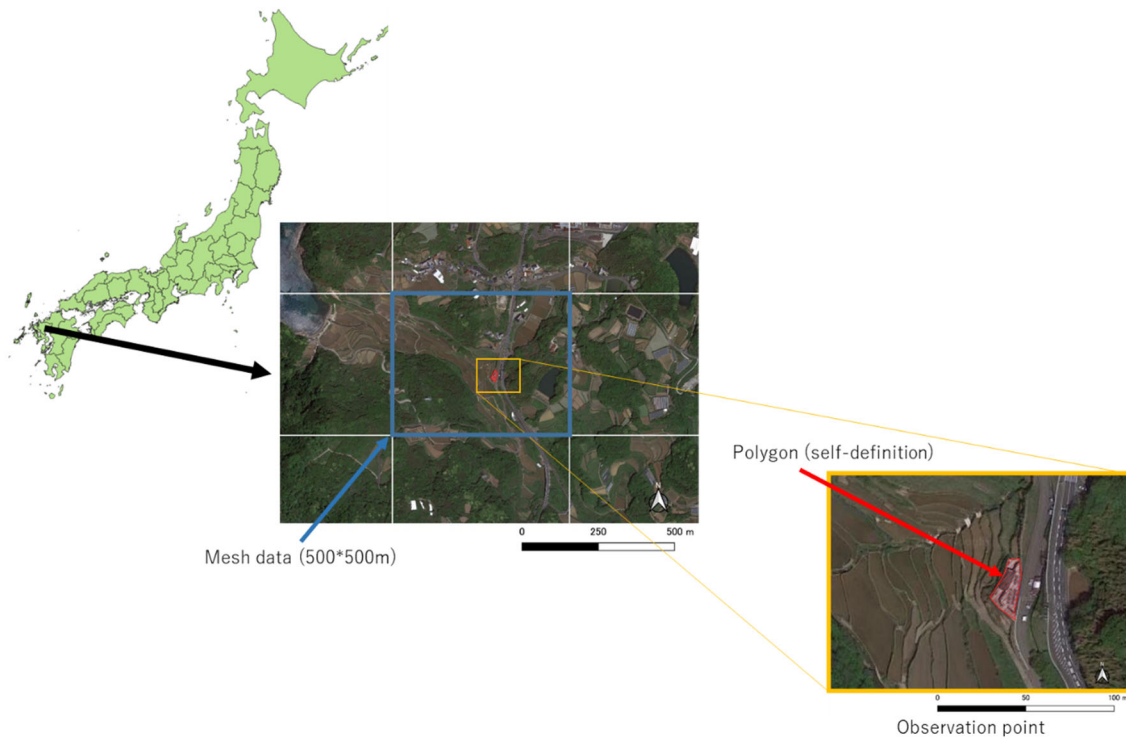 N
0 250 500 m
Mesh data (500*500m)
Polygon (self-definition)
N
0 50 100 m
Observation point